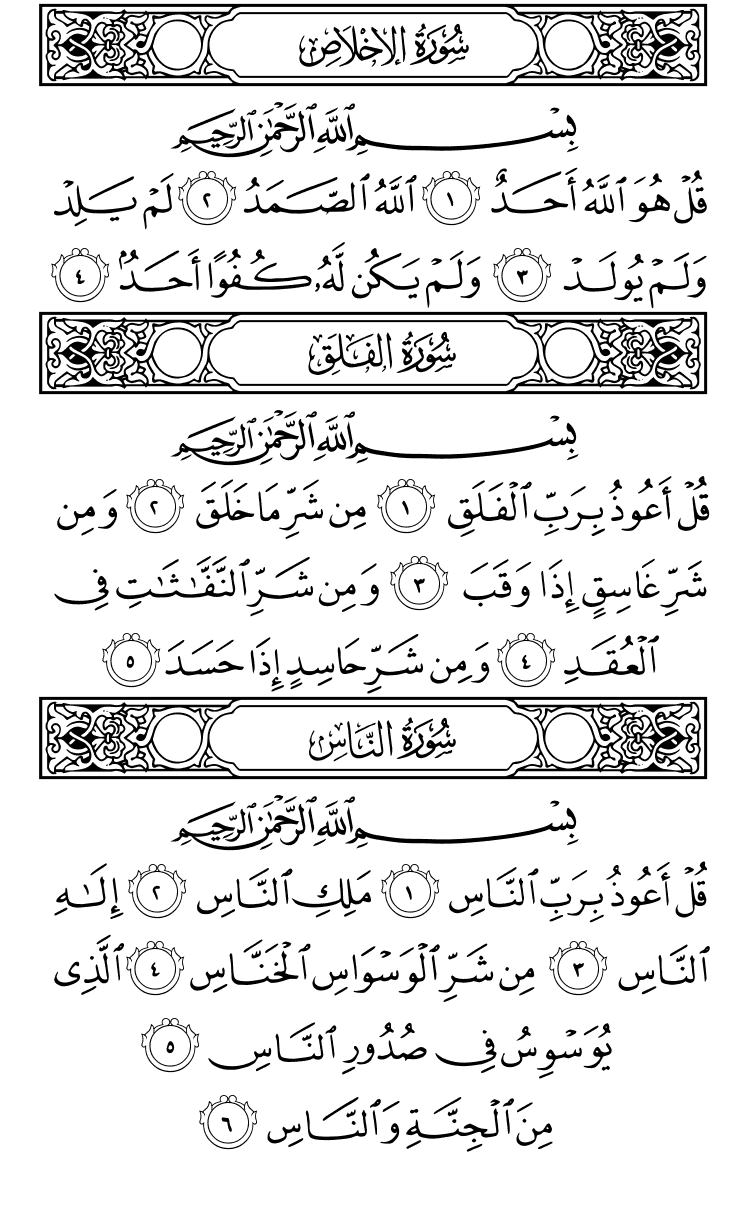 سُورَةُ الإِخْلَاصِ
بِسْمِ ٱللَّهِ ٱلرَّحْمَٰنِ ٱلرَّحِيمِ
قُلْ هُوَ ٱللَّهُ أَحَدٌ ١ ٱللَّهُ ٱلصَّمَدُ ٢ لَمْ يَلِدْ
وَلَمْ يُولَدْ ٣ وَلَمْ يَكُن لَّهُۥ كُفُوًا أَحَدٌۢ ٤
سُورَةُ الفَلَقِ
بِسْمِ ٱللَّهِ ٱلرَّحْمَٰنِ ٱلرَّحِيمِ
قُلْ أَعُوذُ بِرَبِّ ٱلْفَلَقِ ١ مِن شَرِّ مَا خَلَقَ ٢ وَمِن
شَرِّ غَاسِقٍ إِذَا وَقَبَ ٣ وَمِن شَرِّ ٱلنَّفَّٰثَٰتِ فِى
ٱلْعُقَدِ ٤ وَمِن شَرِّ حَاسِدٍ إِذَا حَسَدَ ٥
سُورَةُ النَّاسِ
بِسْمِ ٱللَّهِ ٱلرَّحْمَٰنِ ٱلرَّحِيمِ
قُلْ أَعُوذُ بِرَبِّ ٱلنَّاسِ ١ مَلِكِ ٱلنَّاسِ ٢ إِلَٰهِ
ٱلنَّاسِ ٣ مِن شَرِّ ٱلْوَسْوَاسِ ٱلْخَنَّاسِ ٤ ٱلَّذِى
يُوَسْوِسُ فِى صُدُورِ ٱلنَّاسِ ٥
مِنَ ٱلْجِنَّةِ وَٱلنَّاسِ ٦